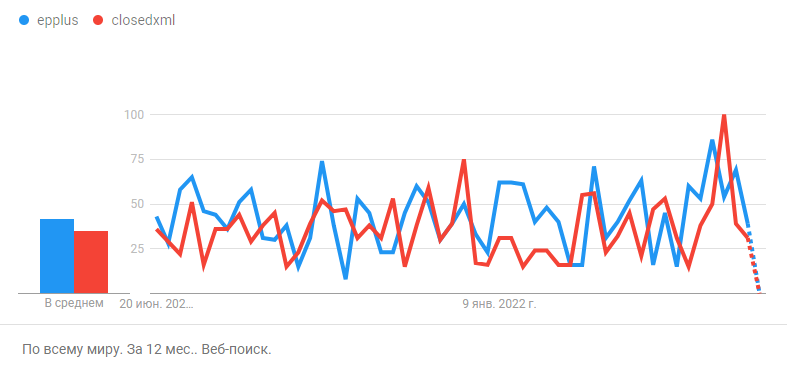 epplus closedxml
100
75
50
25
В среднем
20 июн. 202...
9 янв. 2022 г.
По всему миру. За 12 мес.. Веб-поиск.